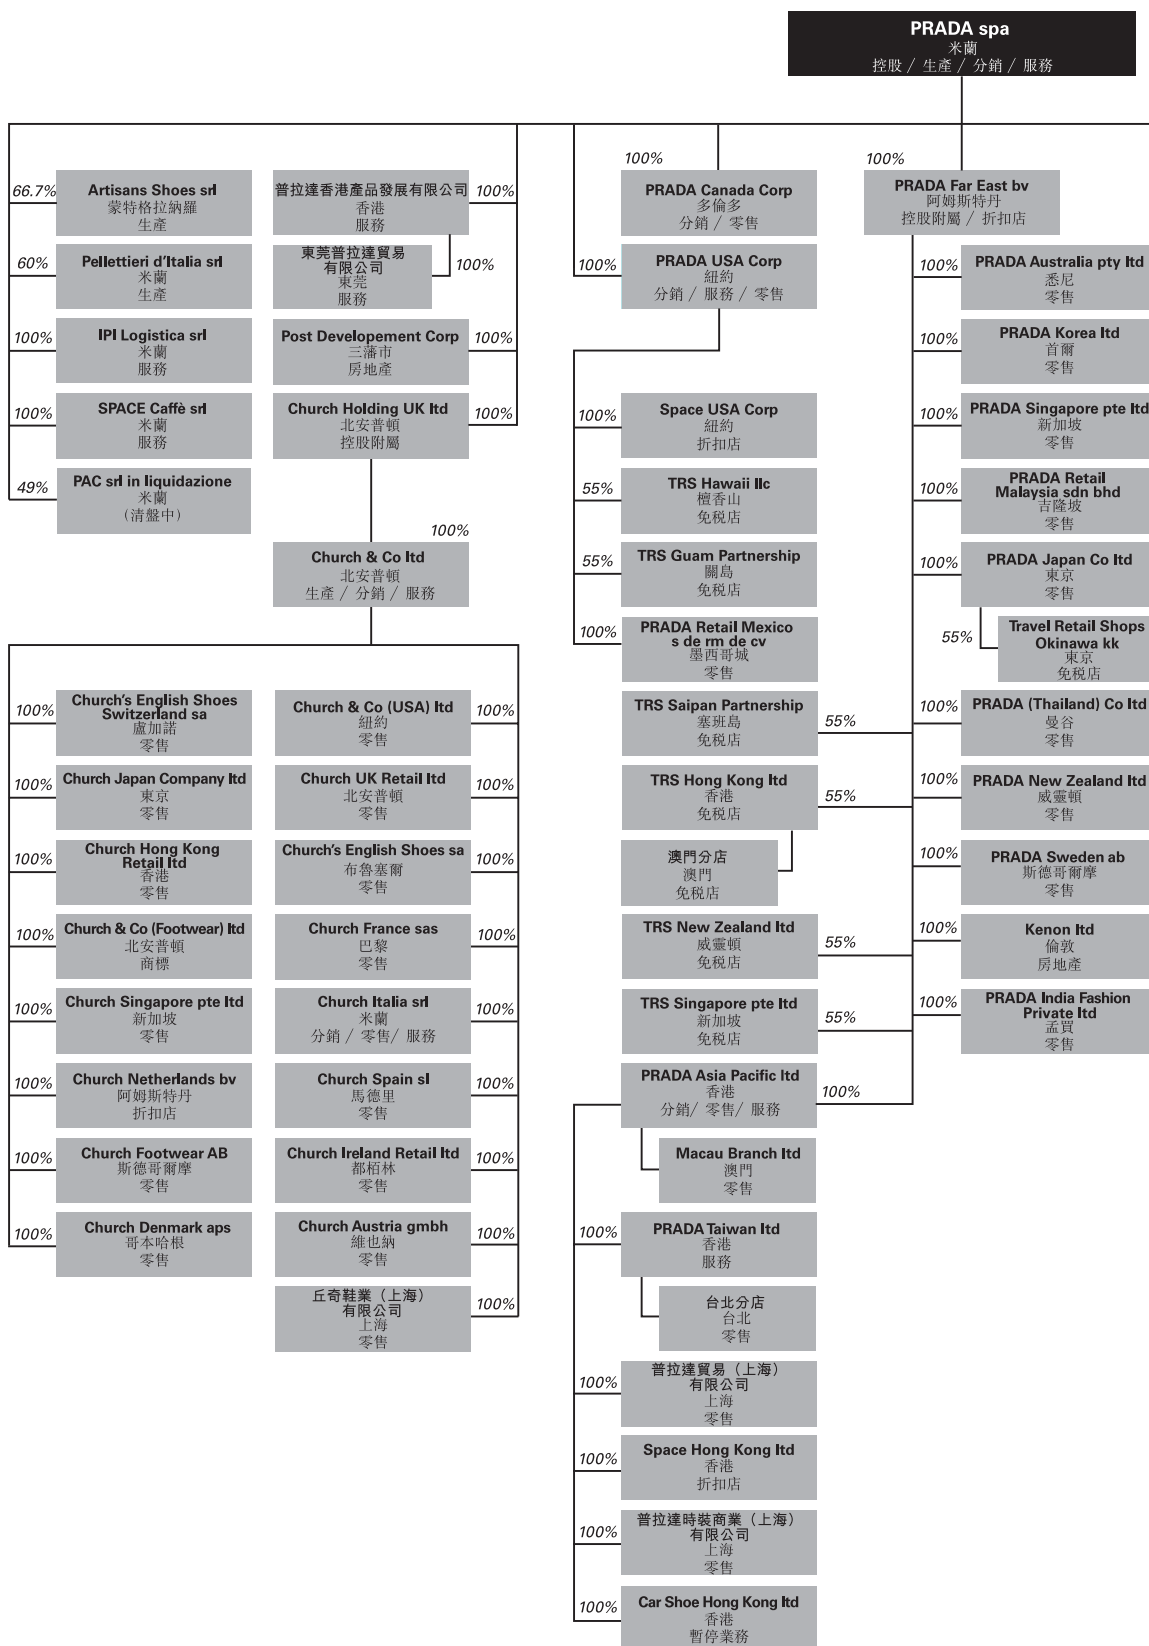 PRADA spa
米蘭
控股 / 生產 / 分銷 / 服務
66.7%
Artisans Shoes srl
蒙特格拉納羅
生產
60%
Pellettieri d'Italia srl
米蘭
生產
100%
IPI Logistica srl
米蘭
服務
100%
SPACE Caffè srl
米蘭
服務
49%
PAC srl in liquidazione
米蘭
(清盤中)
普拉達香港產品發展有限公司
香港
服務
100%
東莞普拉達貿易
有限公司
東莞
服務
100%
Post Developement Corp
三藩市
房地產
100%
Church Holding UK ltd
北安普頓
控股附屬
100%
100%
Church & Co ltd
北安普頓
生產 / 分銷 / 服務
100%
Church's English Shoes
Switzerland sa
盧加諾
零售
100%
Church Japan Company ltd
東京
零售
100%
Church Hong Kong
Retail ltd
香港
零售
100%
Church & Co (Footwear) ltd
北安普頓
商標
100%
Church Singapore pte ltd
新加坡
零售
100%
Church Netherlands bv
阿姆斯特丹
折扣店
100%
Church Footwear AB
斯德哥爾摩
零售
100%
Church Denmark aps
哥本哈根
零售
Church & Co (USA) ltd
紐約
零售
100%
Church UK Retail ltd
北安普頓
零售
100%
Church's English Shoes sa
布魯塞爾
零售
100%
Church France sas
巴黎
零售
100%
Church Italia srl
米蘭
分銷 / 零售/ 服務
100%
Church Spain sl
馬德里
零售
100%
Church Ireland Retail ltd
都栢林
零售
100%
Church Austria gmbh
維也納
零售
100%
丘奇鞋業（上海）
有限公司
上海
零售
100%
100%
PRADA Canada Corp
多倫多
分銷 / 零售
100%
PRADA USA Corp
紐約
分銷 / 服務 / 零售
100%
Space USA Corp
紐約
折扣店
55%
TRS Hawaii llc
檀香山
免稅店
55%
TRS Guam Partnership
關島
免稅店
100%
PRADA Retail Mexico
s de rm de cv
墨西哥城
零售
TRS Saipan Partnership
塞班島
免稅店
55%
TRS Hong Kong ltd
香港
免稅店
55%
澳門分店
澳門
免稅店
TRS New Zealand ltd
威靈頓
免稅店
55%
TRS Singapore pte ltd
新加坡
免稅店
55%
PRADA Asia Pacific ltd
香港
分銷/ 零售/ 服務
100%
Macau Branch ltd
澳門
零售
100%
PRADA Taiwan ltd
香港
服務
台北分店
台北
零售
100%
普拉達貿易（上海）
有限公司
上海
零售
100%
Space Hong Kong ltd
香港
折扣店
100%
普拉達時裝商業（上海）
有限公司
上海
零售
100%
Car Shoe Hong Kong ltd
香港
暫停業務
100%
PRADA Far East bv
阿姆斯特丹
控股附屬 / 折扣店
100%
PRADA Australia pty ltd
悉尼
零售
100%
PRADA Korea ltd
首爾
零售
100%
PRADA Singapore pte ltd
新加坡
零售
100%
PRADA Retail
Malaysia sdn bhd
吉隆坡
零售
100%
PRADA Japan Co ltd
東京
零售
55%
Travel Retail Shops
Okinawa kk
東京
免稅店
100%
PRADA (Thailand) Co ltd
曼谷
零售
100%
PRADA New Zealand ltd
威靈頓
零售
100%
PRADA Sweden ab
斯德哥爾摩
零售
100%
Kenon ltd
倫敦
房地產
100%
PRADA India Fashion
Private ltd
孟買
零售